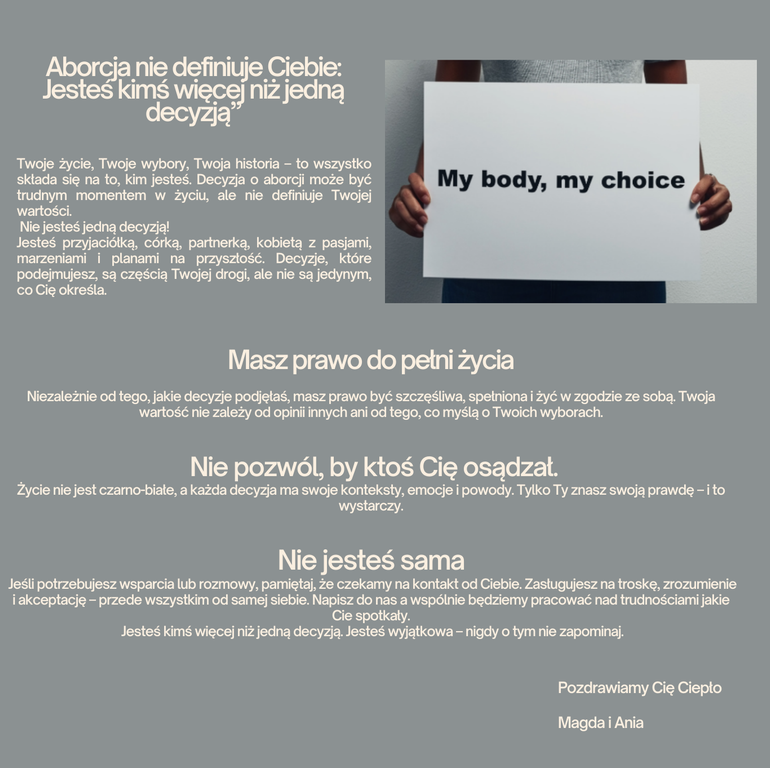 Aborcja nie definiuje Ciebie:
Jesteś kimś więcej niż jedną
decyzją”
Twoje życie, Twoje wybory, Twoja historia – to wszystko
składa się na to, kim jesteś. Decyzja o aborcji może być
trudnym momentem w życiu, ale nie definiuje Twojej
wartości.
Nie jesteś jedną decyzją!
Jesteś przyjaciółką, córką, partnerką, kobietą z pasjami,
marzeniami i planami na przyszłość. Decyzje, które
podejmujesz, są częścią Twojej drogi, ale nie są jedynym,
co Cię określa.
My body, my choice
Masz prawo do pełni życia
Niezależnie od tego, jakie decyzje podjęłaś, masz prawo być szczęśliwa, spełniona i żyć w zgodzie ze sobą. Twoja
wartość nie zależy od opinii innych ani od tego, co myślą o Twoich wyborach.
Nie pozwól, by ktoś Cię osądzał.
Życie nie jest czarno-białe, a każda decyzja ma swoje konteksty, emocje i powody. Tylko Ty znasz swoją prawdę – i to
wystarczy.
Nie jesteś sama
Jeśli potrzebujesz wsparcia lub rozmowy, pamiętaj, że czekamy na kontakt od Ciebie. Zasługujesz na troskę, zrozumienie
i akceptację – przede wszystkim od samej siebie. Napisz do nas a wspólnie będziemy pracować nad trudnościami jakie
Cie spotkały.
Jesteś kimś więcej niż jedną decyzją. Jesteś wyjątkowa – nigdy o tym nie zapominaj.
Pozdrawiamy Cię Ciepło
Magda i Ania